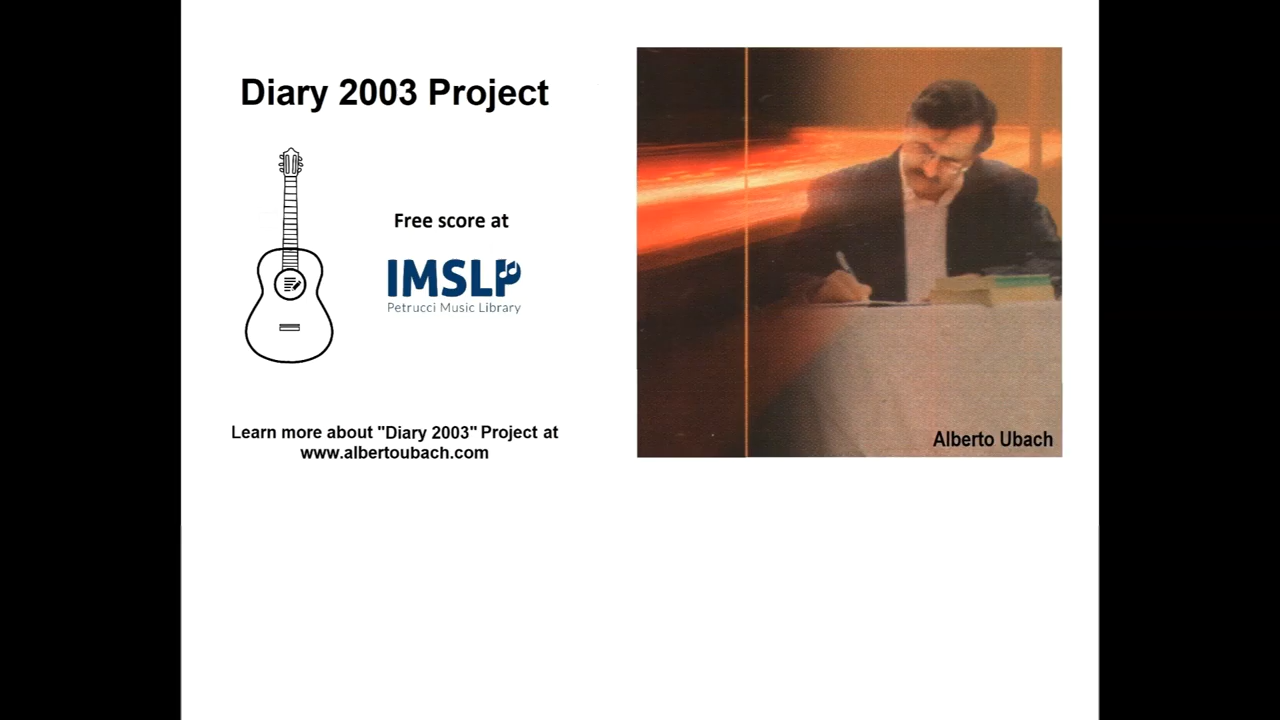 Diary 2003 Project
Free score at
IMSLP
Petrucci Music Library
Learn more about "Diary 2003" Project at
www.albertoubach.com
Alberto Ubach